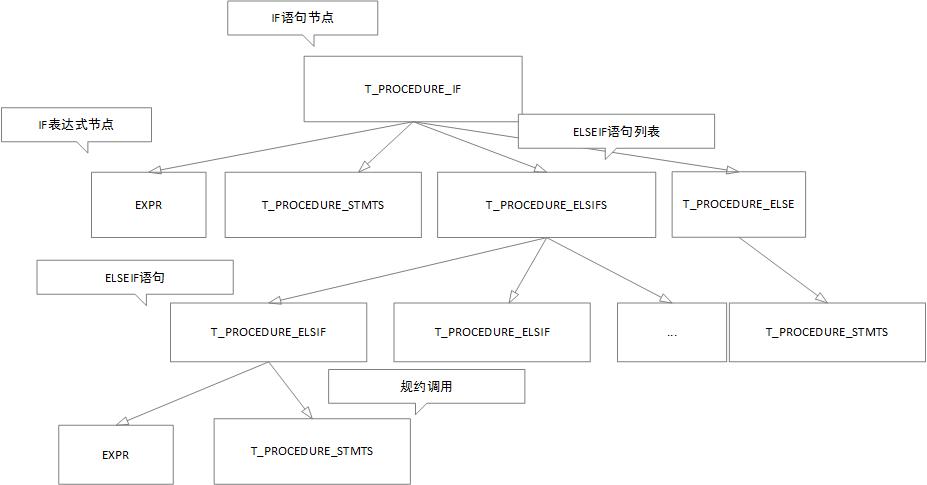 IF语句节点
T_PROCEDURE_IF
IF表达式节点
ELSEIF语句列表
EXPR
T_PROCEDURE_STMTS
T_PROCEDURE_ELSIFS
T_PROCEDURE_ELSE
ELSEIF语句
T_PROCEDURE_ELSIF
T_PROCEDURE_ELSIF
...
T_PROCEDURE_STMTS
规约调用
EXPR
T_PROCEDURE_STMTS